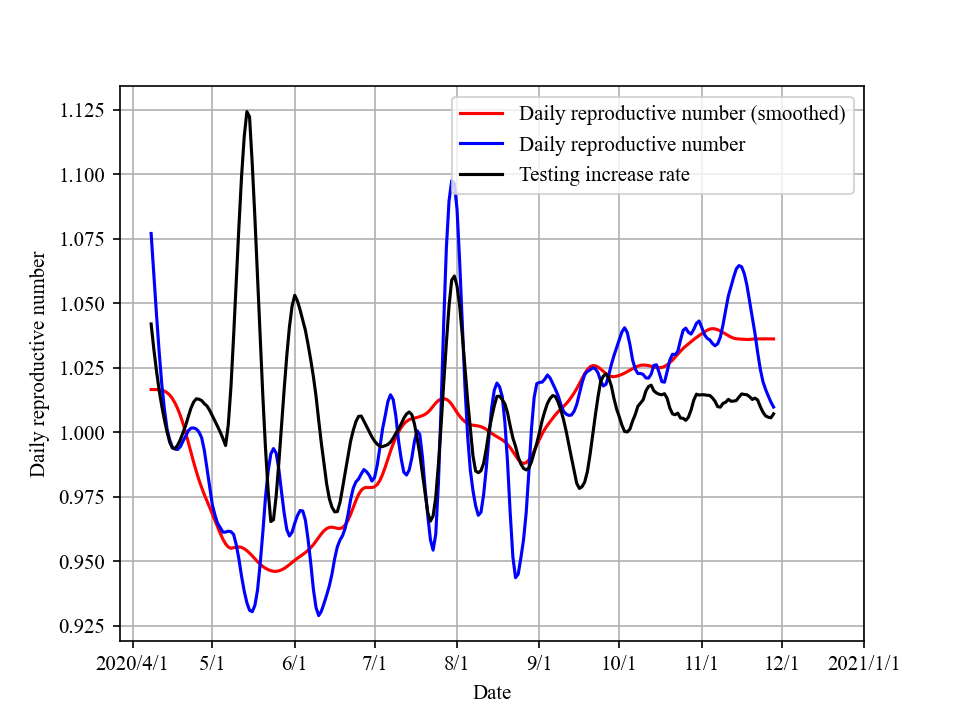 Daily reproductive number (smoothed)
Daily reproductive number
Testing increase rate
Daily reproductive number
1.125
1.100
1.075
1.050
1.025
1.000
0.975
0.950
0.925
2020/4/1 5/1 6/1 7/1 8/1 9/1 10/1 11/1 12/1 2021/1/1
Date